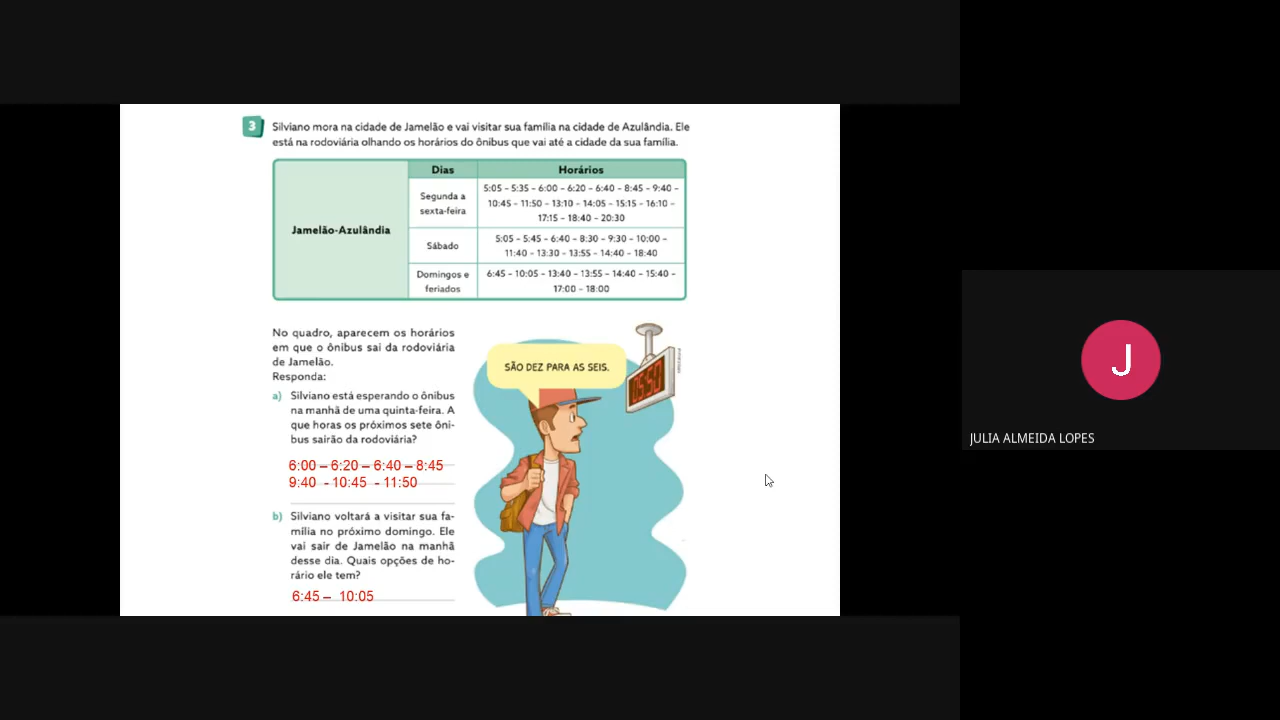 3
Silviano mora na cidade de Jamelão e vai visitar sua família na cidade de Azulândia. Ele
está na rodoviária olhando os horários do ônibus que vai até a cidade da sua família.
Dias
Horários
Jamelão-Azulândia
Segunda a
sexta-feira
5:05 – 5:35 – 6:00 – 6:20 – 6:40 – 8:45 – 9:40 –
10:45 – 11:50 – 13:10 – 14:05 – 15:15 – 16:10 –
17:15 – 18:40 – 20:30
Sábado
5:05 – 5:45 – 6:40 – 8:30 – 9:30 – 10:00 –
11:40 – 13:30 – 13:55 – 14:40 – 18:40
Domingos e
feriados
6:45 – 10:05 – 13:40 – 13:55 – 14:40 – 15:40 –
17:00 – 18:00
No quadro, aparecem os horários
em que o ônibus sai da rodoviária
de Jamelão.
Responda:
a) Silviano está esperando o ônibus
na manhã de uma quinta-feira. A
que horas os próximos sete ôni-
bus sairão da rodoviária?
6:00 – 6:20 – 6:40 – 8:45
9:40 - 10:45 - 11:50
b) Silviano voltará a visitar sua fa-
mília no próximo domingo. Ele
vai sair de Jamelão na manhã
desse dia. Quais opções de ho-
rário ele tem?
6:45 – 10:05
SÃO DEZ PARA AS SEIS.
05:50
J
JULIA ALMEIDA LOPES